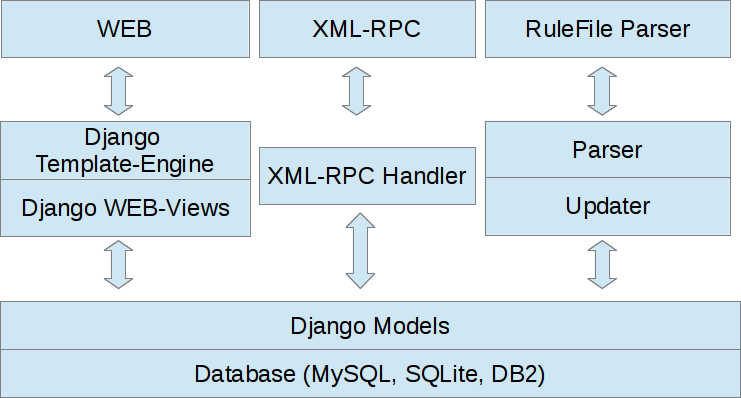 WEB
XML-RPC
RuleFile Parser
Django
Template-Engine
Django WEB-Views
XML-RPC Handler
Parser
Updater
Django Models
Database (MySQL, SQLite, DB2)